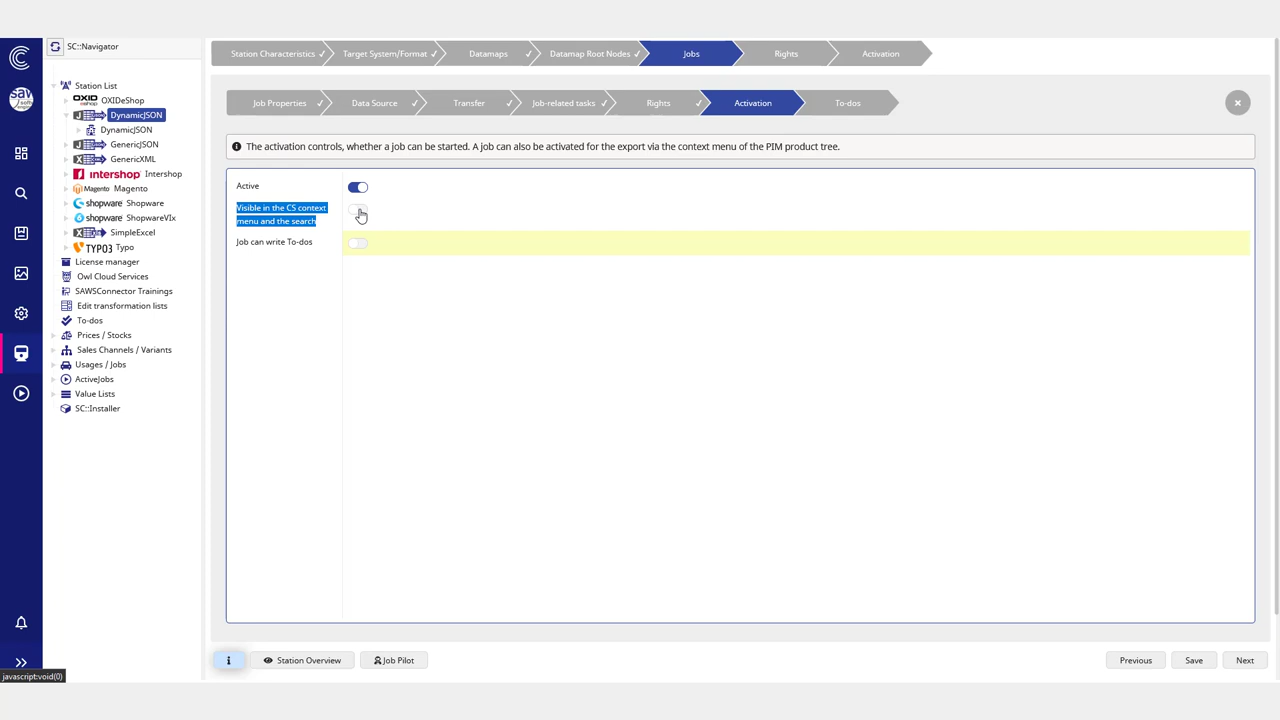 SC::Navigator
Station List
OXID eShop OXIDeShop
DynamicJSON
DynamicJSON
GenericJSON
GenericXML
intershop Intershop
Magento Magento
shopware Shopware
shopware ShopwareVIx
SimpleExcel
TYPO3 Typo
License manager
Owl Cloud Services
SAWSConnector Trainings
Edit transformation lists
To-dos
Prices / Stocks
Sales Channels / Variants
Usages / Jobs
ActiveJobs
Value Lists
SC::Installer
Station Characteristics ✓ Target System/Format ✓ Datamaps ✓ Datamap Root Nodes ✓ Jobs Rights Activation
Job Properties ✓ Data Source ✓ Transfer ✓ Job-related tasks ✓ Rights ✓ Activation To-dos
The activation controls, whether a job can be started. A job can also be activated for the export via the context menu of the PIM product tree.
Active
Visible in the CS context
menu and the search
Job can write To-dos
i Station Overview Job Pilot Previous Save Next
javascript:void(0)